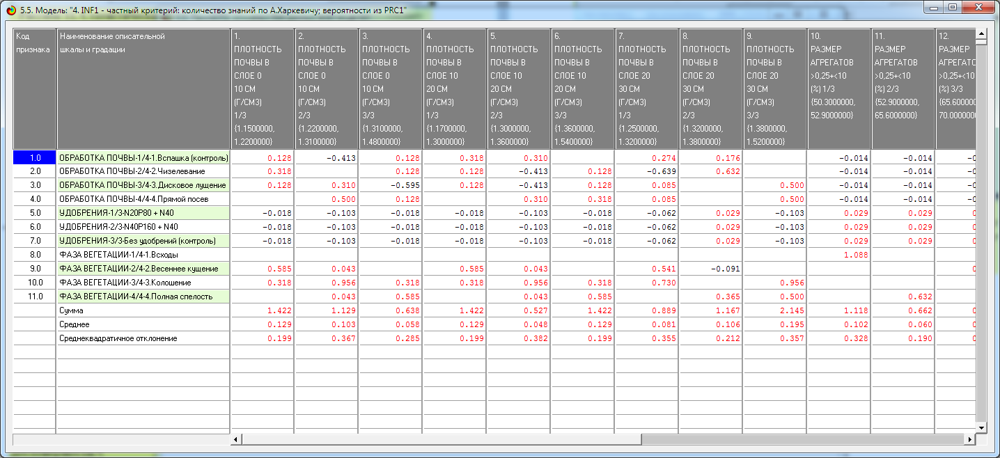 5.5. Модель: "4. INF1 - частный критерий: количество знаний по А.Харкевичу; вероятности из PRC1"
Код признака Наименование описательной шкалы и градации
1. ПЛОТНОСТЬ ПОЧВЫ В СЛОЕ 0 10 СМ (Г/СМ3) 1/3 {1.1500000, 1.2200000}
2. ПЛОТНОСТЬ ПОЧВЫ В СЛОЕ 0 10 СМ (Г/СМ3) 2/3 {1.2200000, 1.3100000}
3. ПЛОТНОСТЬ ПОЧВЫ В СЛОЕ 0 10 СМ (Г/СМ3) 3/3 {1.3100000, 1.4800000}
4. ПЛОТНОСТЬ ПОЧВЫ В СЛОЕ 10 20 СМ (Г/СМ3) 1/3 {1.1700000, 1.3000000}
5. ПЛОТНОСТЬ ПОЧВЫ В СЛОЕ 10 20 СМ (Г/СМ3) 2/3 {1.3000000, 1.3600000}
6. ПЛОТНОСТЬ ПОЧВЫ В СЛОЕ 10 20 СМ (Г/СМ3) 3/3 {1.3600000, 1.5400000}
7. ПЛОТНОСТЬ ПОЧВЫ В СЛОЕ 20 30 СМ (Г/СМ3) 1/3 {1.2500000, 1.3200000}
8. ПЛОТНОСТЬ ПОЧВЫ В СЛОЕ 20 30 СМ (Г/СМ3) 2/3 {1.3200000, 1.3800000}
9. ПЛОТНОСТЬ ПОЧВЫ В СЛОЕ 20 30 СМ (Г/СМ3) 3/3 {1.3800000, 1.5200000}
10. РАЗМЕР АГРЕГАТОВ >0,25+<10 (%) 1/3 {50.3000000, 52.9000000}
11. РАЗМЕР АГРЕГАТОВ >0,25+<10 (%) 2/3 {52.9000000, 65.6000000}
12. РАЗМЕР АГРЕГАТО >0,25+<10 (%) 3/3 {65.600000 70.000000
1.0 ОБРАБОТКА ПОЧВЫ-1/4-1.Вспашка (контроль) 0.128 -0.413 0.128 0.318 0.310 0.274 0.176 -0.014 -0.014 -0
2.0 ОБРАБОТКА ПОЧВЫ-2/4-2.Чизелевание 0.318 0.128 0.128 -0.413 0.128 -0.639 0.632 -0.014 -0.014 -0
3.0 ОБРАБОТКА ПОЧВЫ-3/4-3.Дисковое лущение 0.128 0.310 -0.595 0.128 -0.413 0.128 0.085 0.500 -0.014 -0.014 -0
4.0 ОБРАБОТКА ПОЧВЫ-4/4-4.Прямой посев 0.500 0.128 0.310 0.318 0.085 0.500 -0.014 -0.014 -0
5.0 УДОБРЕНИЯ-1/3-N20P80 + N40 -0.018 -0.103 -0.018 -0.018 -0.103 -0.018 -0.062 0.029 -0.103 0.029 0.029 0
6.0 УДОБРЕНИЯ-2/3-N40P160 + N40 -0.018 -0.103 -0.018 -0.018 -0.103 -0.018 -0.062 0.029 -0.103 0.029 0.029 0
7.0 УДОБРЕНИЯ-3/3-Без удобрений (контроль) -0.018 -0.103 -0.018 -0.018 -0.103 -0.018 -0.062 0.029 -0.103 0.029 0.029 0
8.0 ФАЗА ВЕГЕТАЦИИ-1/4-1.Всходы 1.088
9.0 ФАЗА ВЕГЕТАЦИИ-2/4-2.Весеннее кущение 0.585 0.043 0.585 0.043 0.541 -0.091 0
10.0 ФАЗА ВЕГЕТАЦИИ-3/4-3.Колошение 0.318 0.956 0.318 0.318 0.956 0.318 0.730 0.956
11.0 ФАЗА ВЕГЕТАЦИИ-4/4-4.Полная спелость 0.043 0.585 0.043 0.585 0.365 0.500 0.632
Сумма 1.422 1.129 0.638 1.422 0.527 1.422 0.889 1.167 2.145 1.118 0.662 0
Среднее 0.129 0.103 0.058 0.129 0.048 0.129 0.081 0.106 0.195 0.102 0.060 0
Среднеквадратичное отклонение 0.199 0.367 0.285 0.199 0.382 0.199 0.355 0.212 0.357 0.328 0.190 0